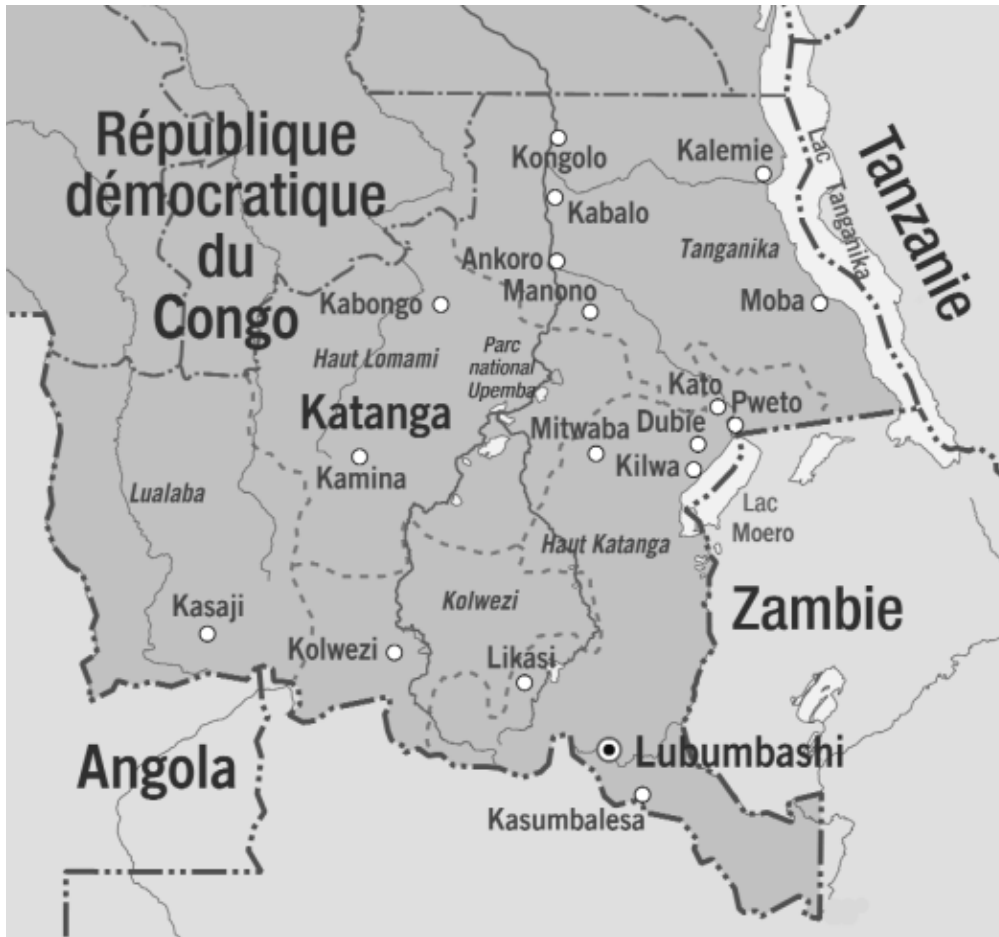 République
démocratique
du
Congo
Kongolo
Kalemie
Lac Tanganika
Tanzanie
Kabalo
Tanganika
Ankoro
Manono
Kabongo
Moba
Haut Lomami
Parc
national
Upemba
Katanga
Kato
Pweto
Mitwaba
Dubie
Kilwa
Kamina
Lualaba
Lac
Moero
Haut Katanga
Kolwezi
Kasaji
Zambie
Kolwezi
Likási
Angola
Lubumbashi
Kasumbalesa